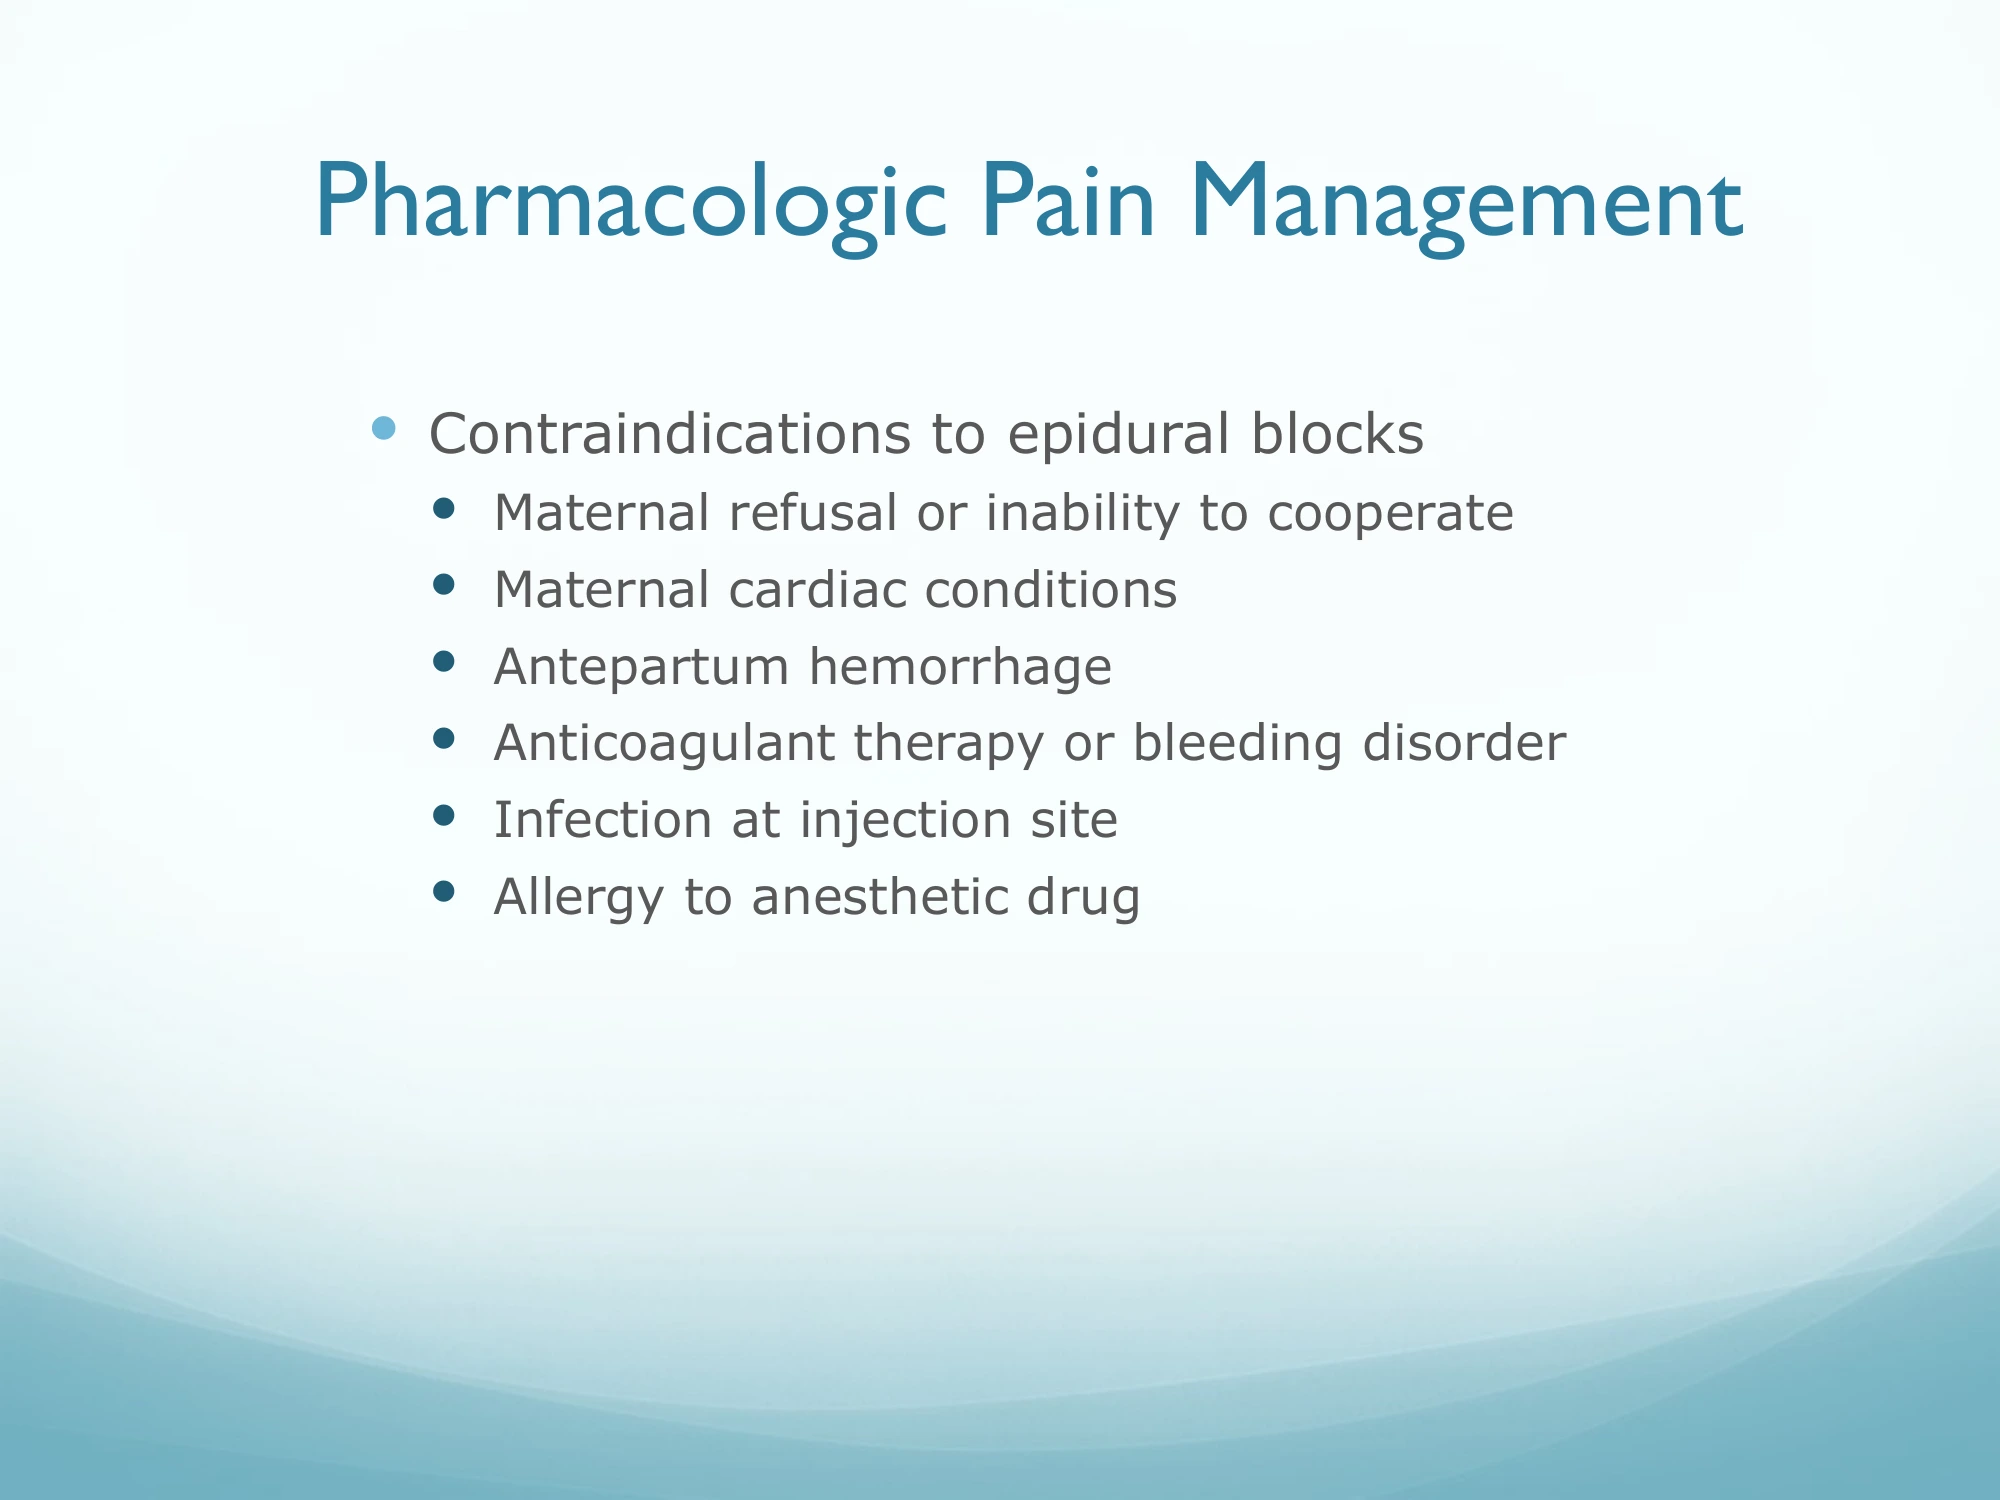 Pharmacologic Pain Management
• Contraindications to epidural blocks
• Maternal refusal or inability to cooperate
• Maternal cardiac conditions
• Antepartum hemorrhage
• Anticoagulant therapy or bleeding disorder
• Infection at injection site
• Allergy to anesthetic drug